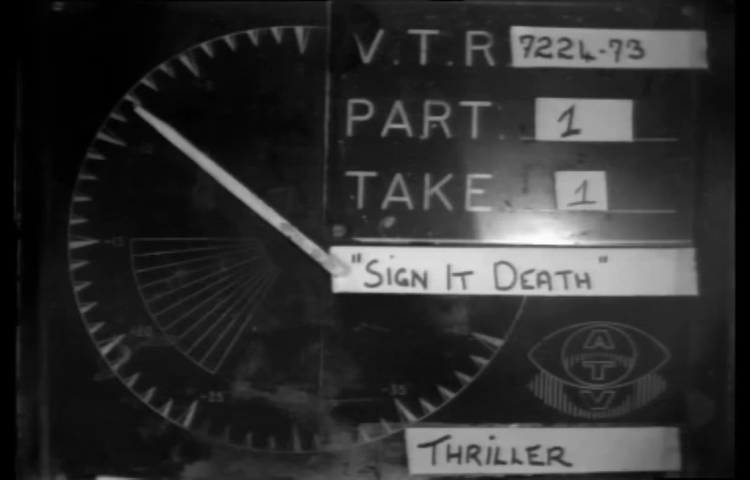 V.T.R. 7224-73
PART. 1
TAKE. 1
"SIGN IT DEATH"
ATV
THRILLER